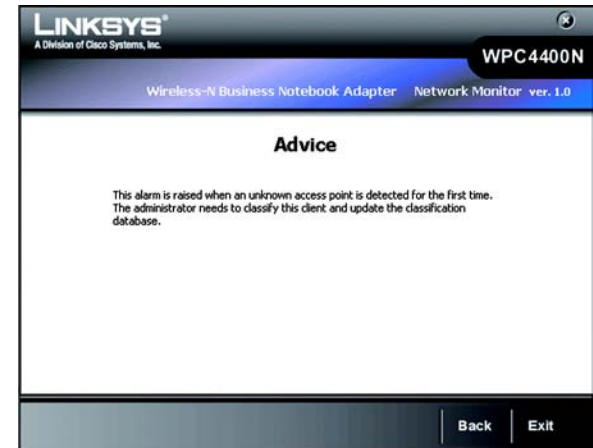 LINKSYS®
A Division of Cisco Systems, Inc.
WPC4400N
Wireless-N Business Notebook Adapter Network Monitor ver. 1.0
Advice
This alarm is raised when an unknown access point is detected for the first time.
The administrator needs to classify this client and update the classification
database.
Back Exit